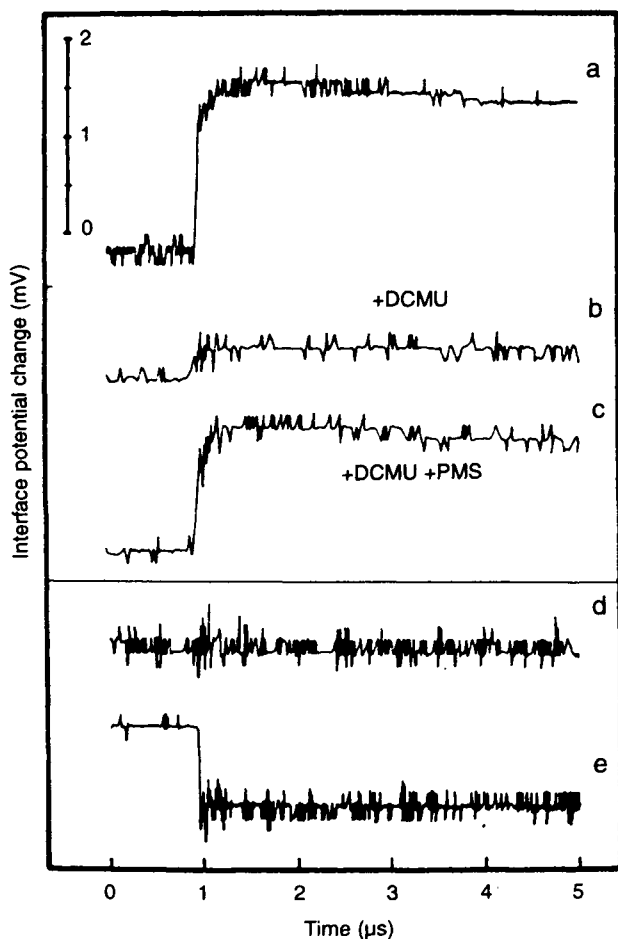 2
a
1
0
+DCMU
b
c
+DCMU +PMS
Interface potential change (mV)
d
e
0 1 2 3 4 5
Time (µs)